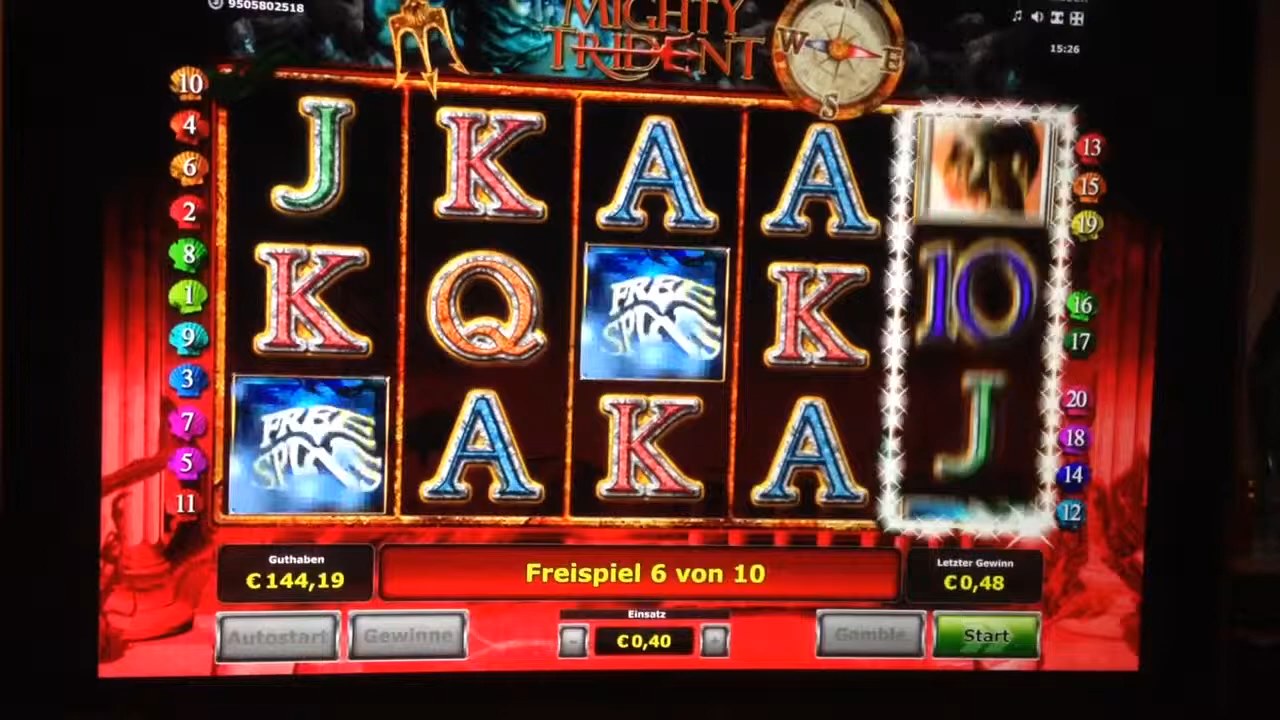 9505802518
MIGHTY
TRIDENT
N
W E
S
15:26
10
4
6
2
8
1
9
3
7
5
11
J K A A
K Q FREE SPINS K 10
FREE SPINS A K A J
13
15
19
16
17
20
18
14
12
Guthaben
€ 144,19
Freispiel 6 von 10
Letzter Gewinn
€ 0,48
Autostart
Gewinne
Einsatz
-
€ 0,40
+
Gamble
Start